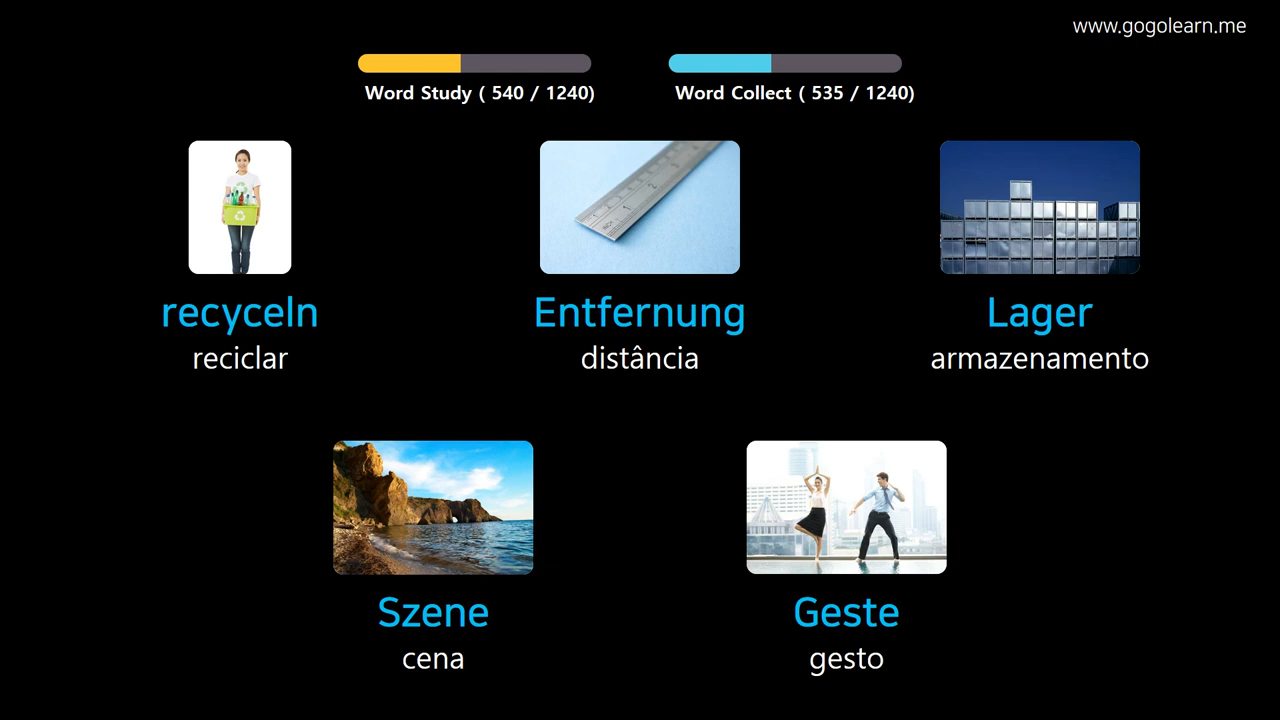 www.gogolearn.me
Word Study ( 540 / 1240)
Word Collect ( 535 / 1240)
recyceln
reciclar
Entfernung
distância
Lager
armazenamento
Szene
cena
Geste
gesto